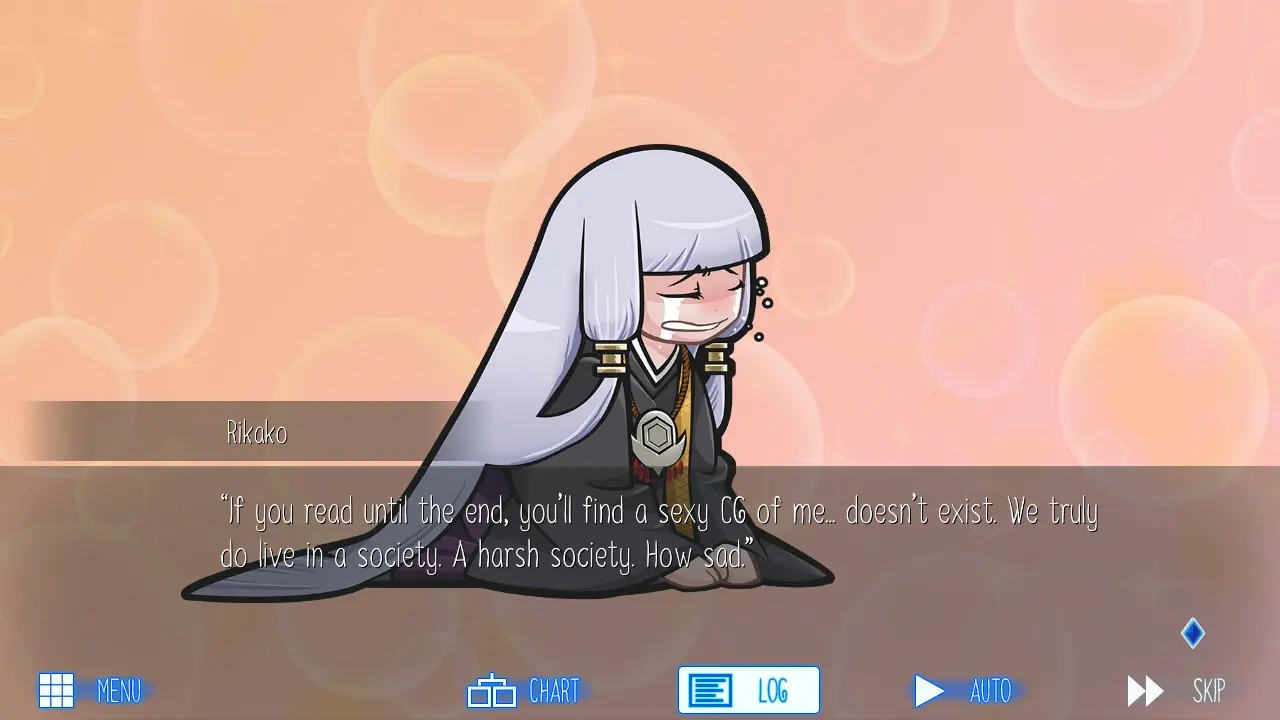 Rikako
“If you read until the end, you’ll find a sexy CG of me... doesn’t exist. We truly
do live in a society. A harsh society. How sad.”
MENU
CHART
LOG
AUTO
SKIP